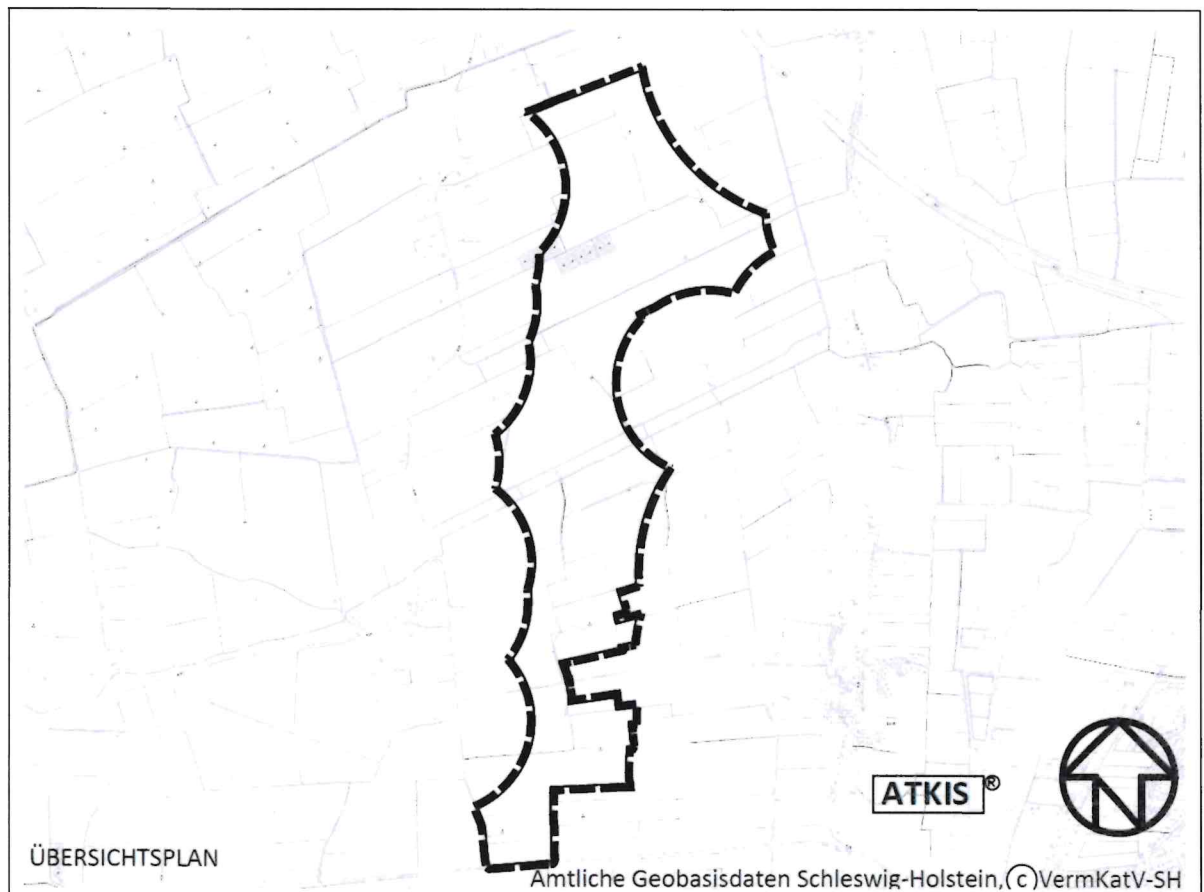 ATKIS®
N
ÜBERSICHTSPLAN
Amtliche Geobasisdaten Schleswig-Holstein, ©VermKatV-SH